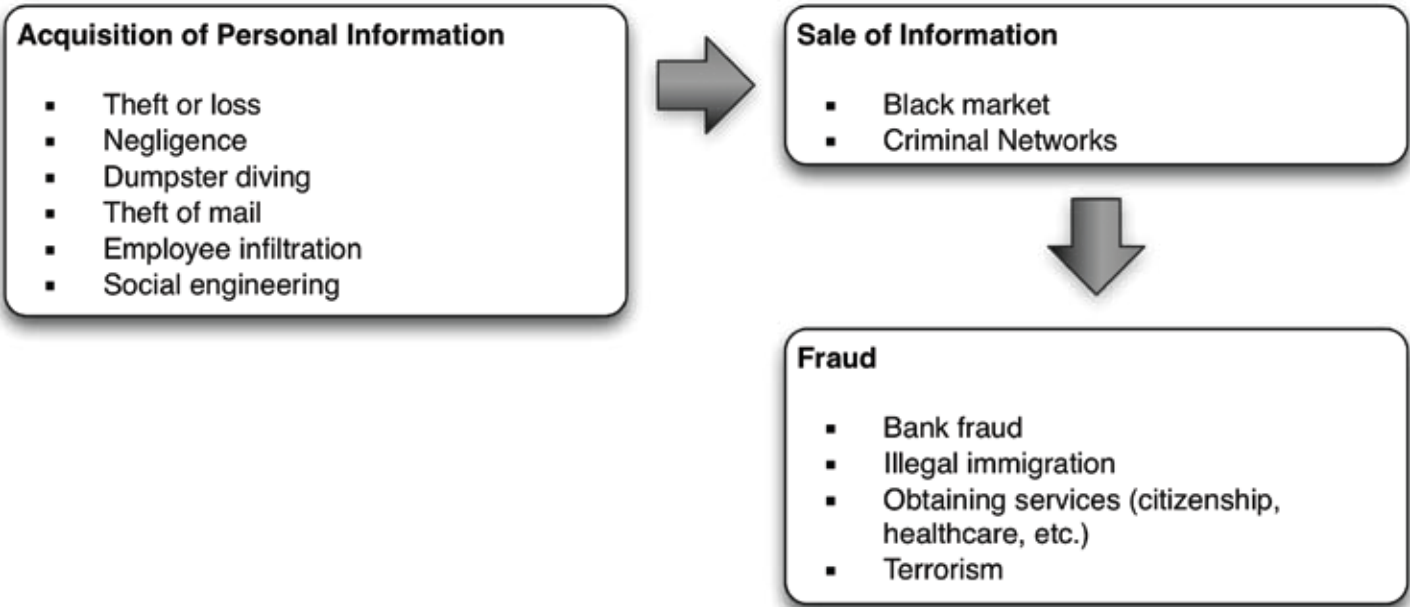 Acquisition of Personal Information
▪ Theft or loss
▪ Negligence
▪ Dumpster diving
▪ Theft of mail
▪ Employee infiltration
▪ Social engineering
Sale of Information
▪ Black market
▪ Criminal Networks
Fraud
▪ Bank fraud
▪ Illegal immigration
▪ Obtaining services (citizenship,
healthcare, etc.)
▪ Terrorism